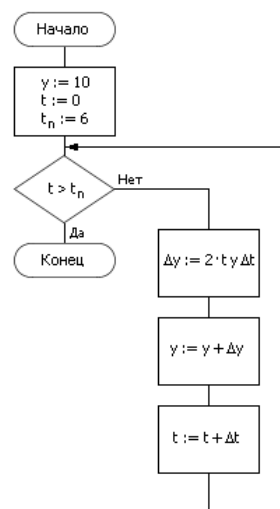 Начало
y := 10
t := 0
tₙ := 6
t > tₙ
Нет
Да
Конец
Δy := 2·t y Δt
y := y + Δy
t := t + Δt